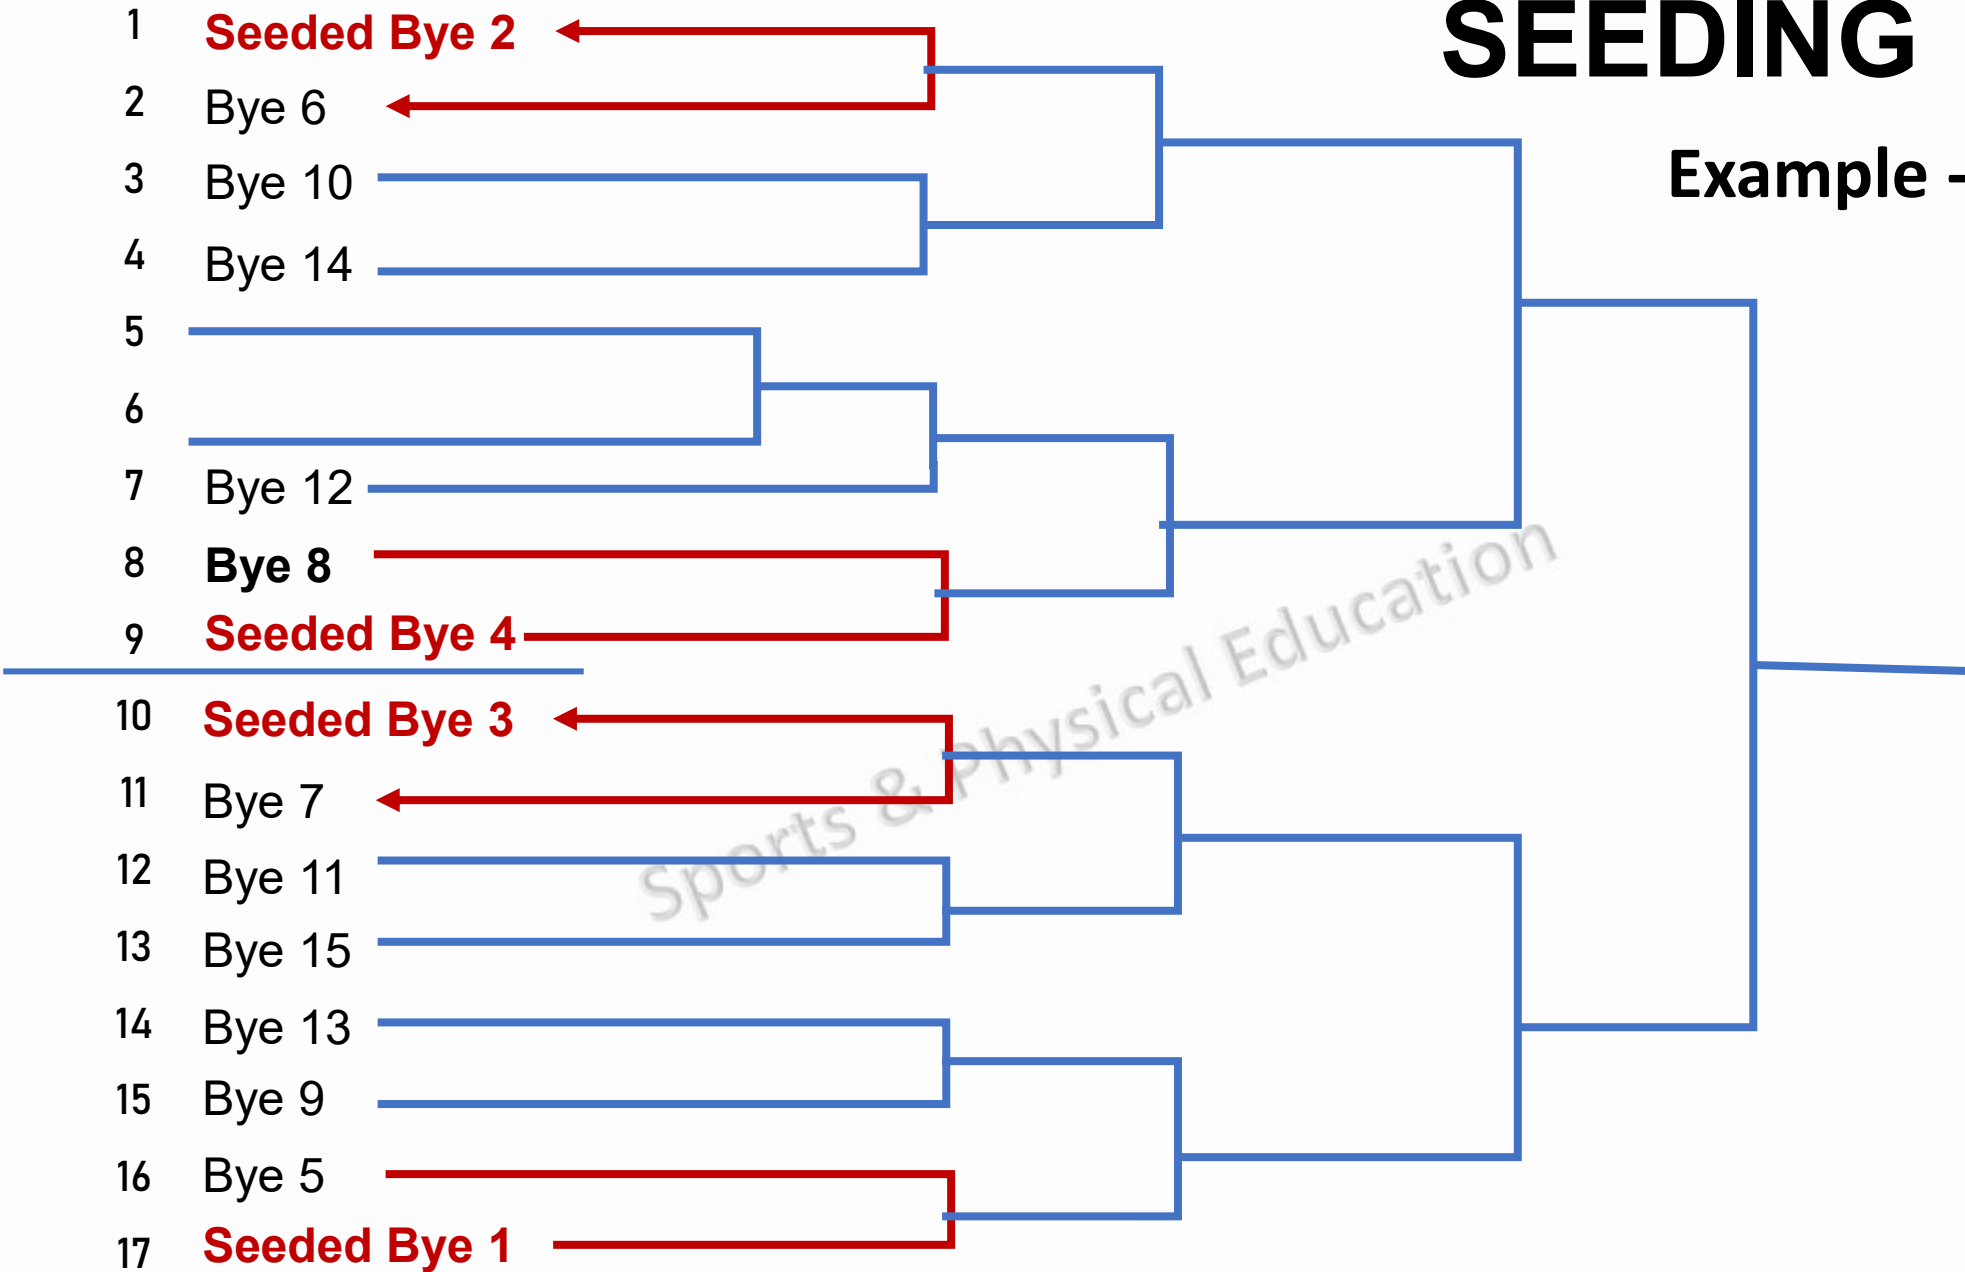 SEEDING
Example -
1 Seeded Bye 2
2 Bye 6
3 Bye 10
4 Bye 14
5
6
7 Bye 12
8 Bye 8
9 Seeded Bye 4
10 Seeded Bye 3
11 Bye 7
12 Bye 11
13 Bye 15
14 Bye 13
15 Bye 9
16 Bye 5
17 Seeded Bye 1
Sports & Physical Education